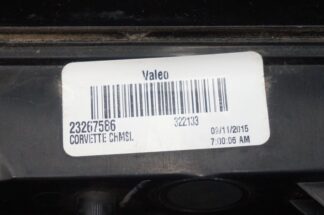 Valeo
23267586
322133
CORVETTE CHMSL
09/11/2015
7:00:06 AM